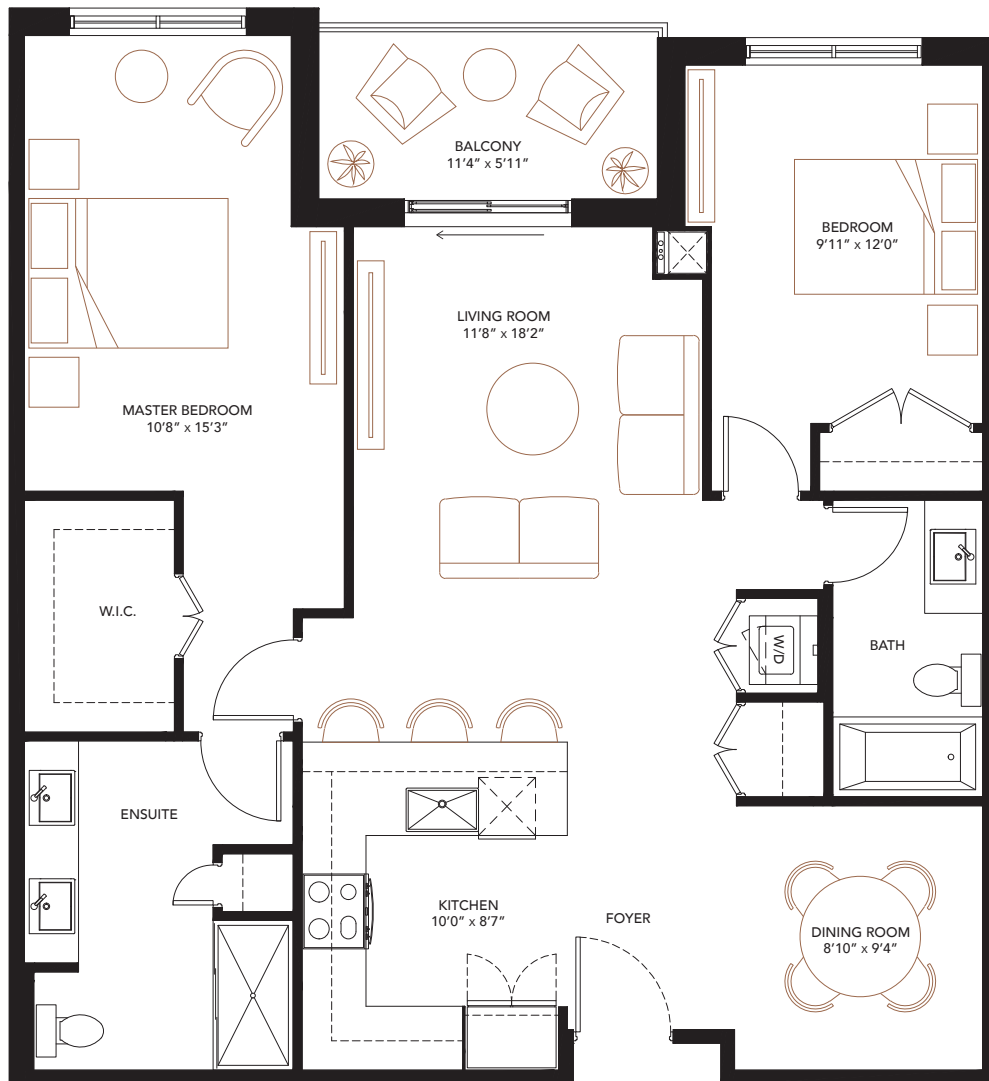 BALCONY
11'4" x 5'11"
BEDROOM
9'11" x 12'0"
LIVING ROOM
11'8" x 18'2"
MASTER BEDROOM
10'8" x 15'3"
W.I.C.
W/D
BATH
ENSUITE
KITCHEN
10'0" x 8'7"
FOYER
DINING ROOM
8'10" x 9'4"